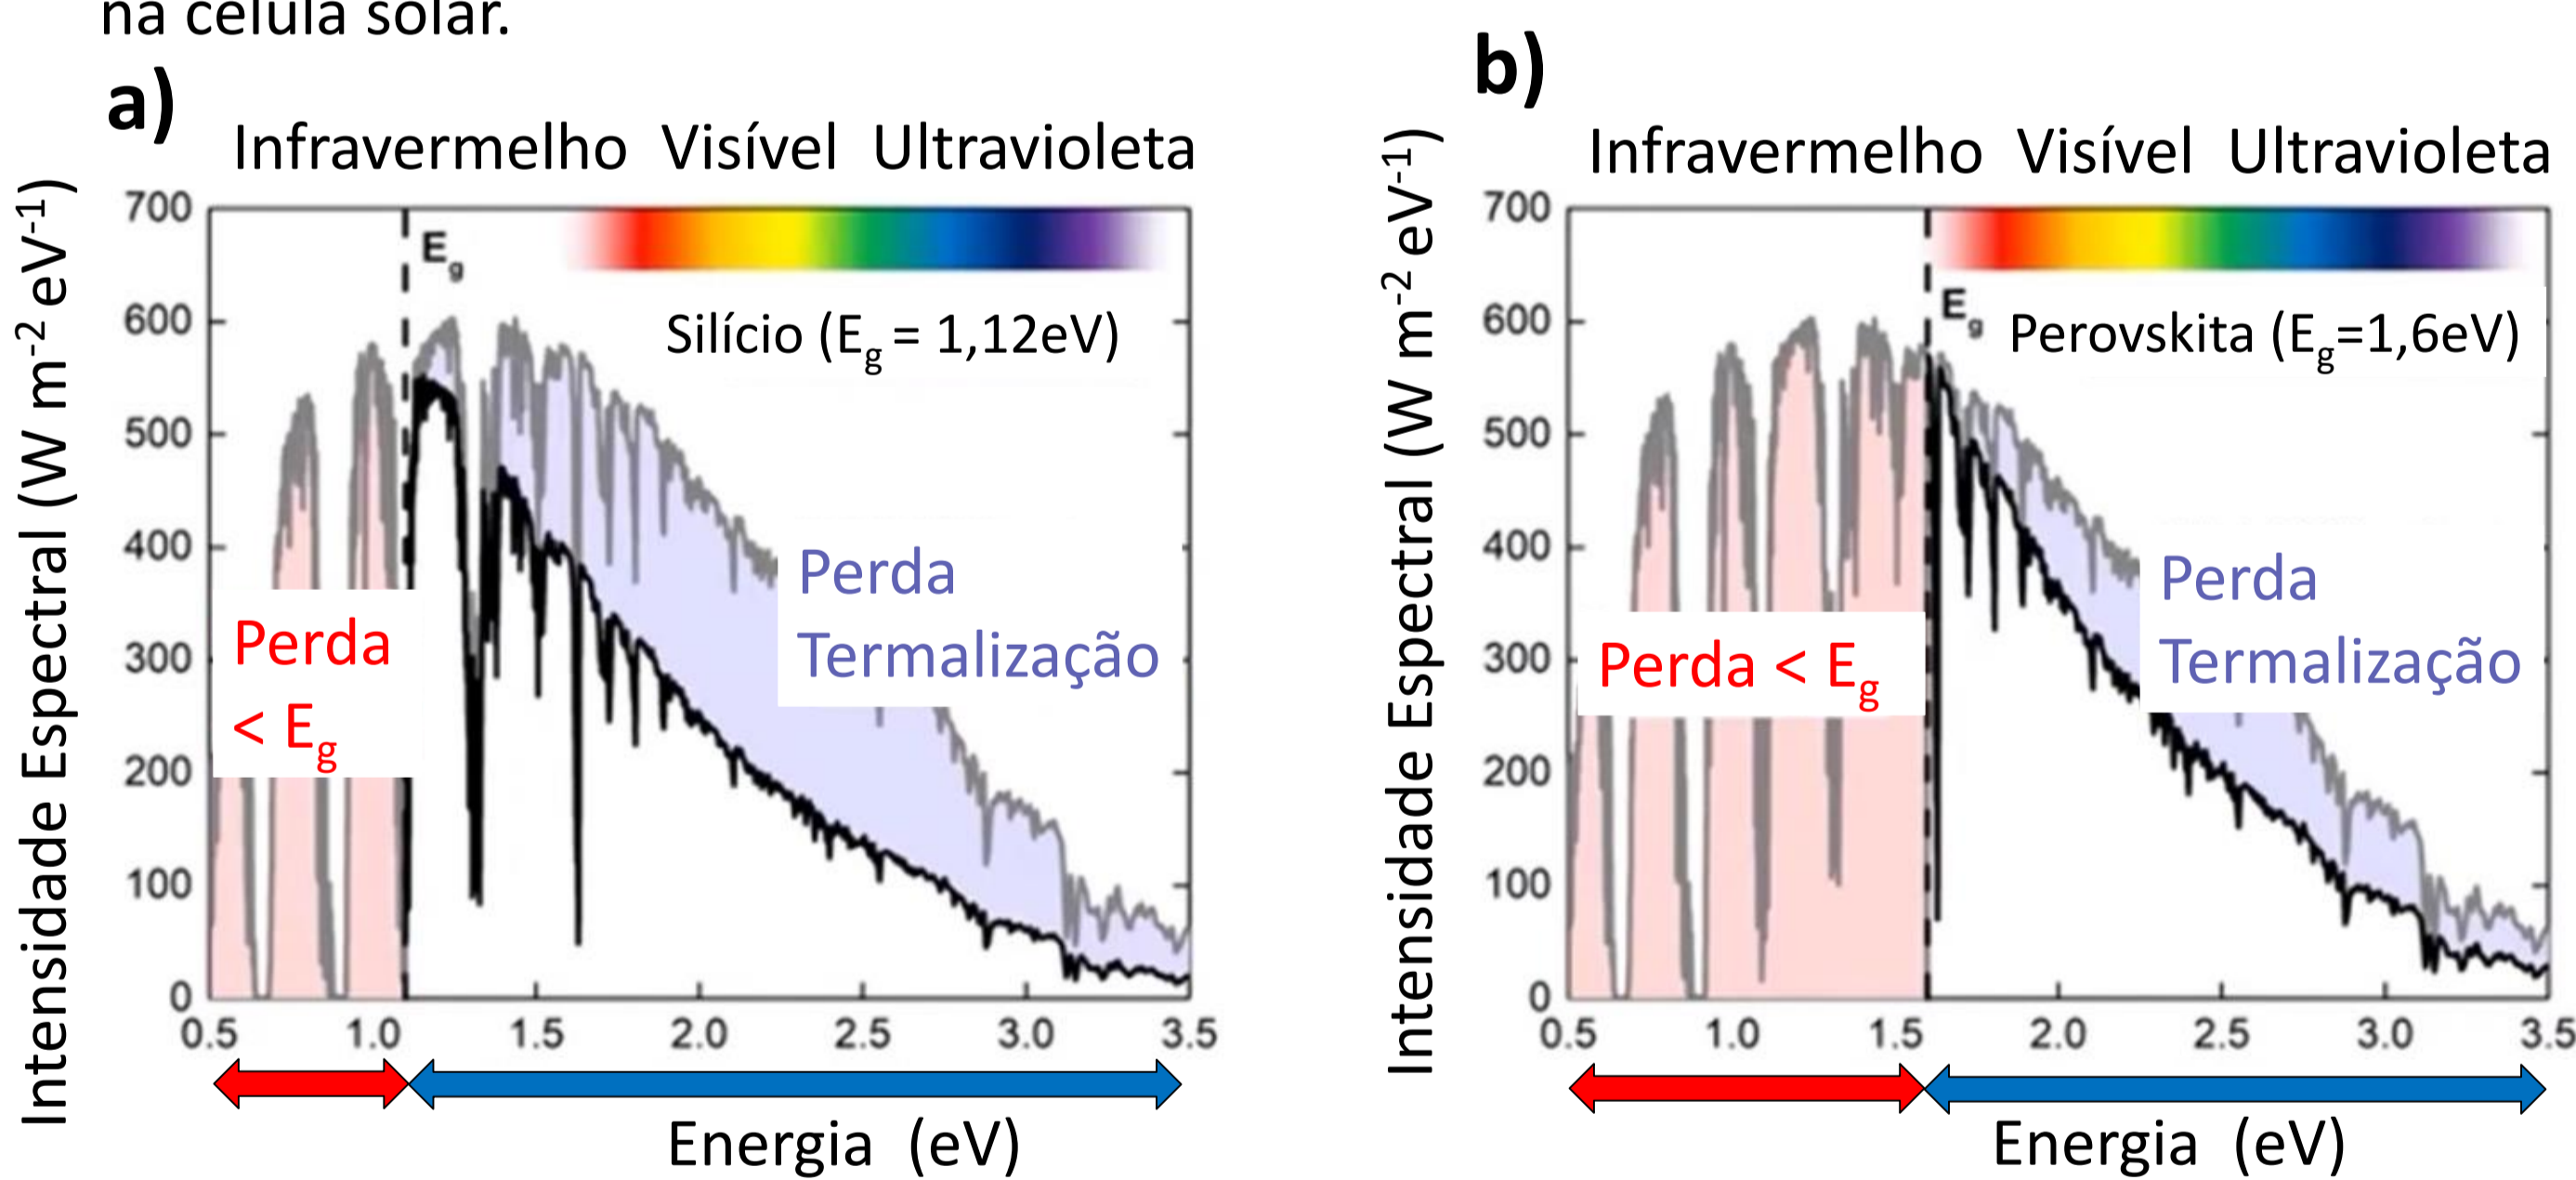 na célula solar.
a)
Infravermelho Visível Ultravioleta
Intensidade Espectral (W m-2 eV-1)
700
600
500
400
300
200
100
0
Eg
Silício (Eg = 1,12eV)
Perda
< Eg
Perda
Termalização
0.5 1.0 1.5 2.0 2.5 3.0 3.5
Energia (eV)
b)
Infravermelho Visível Ultravioleta
Intensidade Espectral (W m-2 eV-1)
700
600
500
400
300
200
100
0
Eg
Perovskita (Eg=1,6eV)
Perda < Eg
Perda
Termalização
0.5 1.0 1.5 2.0 2.5 3.0 3.5
Energia (eV)